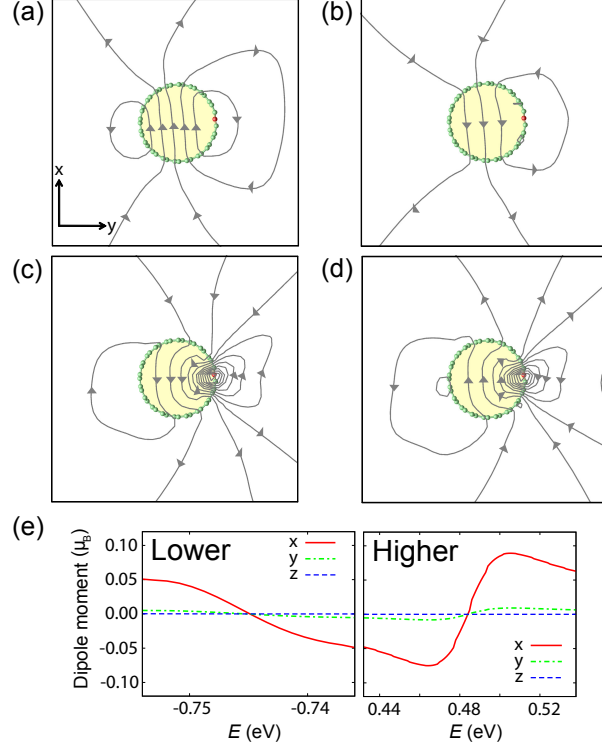 (a)
(b)
x
y
(c)
(d)
(e)
Dipole moment (μB)
0.10
0.05
0.00
-0.05
-0.10
Lower
x
y
z
-0.75
-0.74
E (eV)
Higher
x
y
z
0.44
0.48
0.52
E (eV)